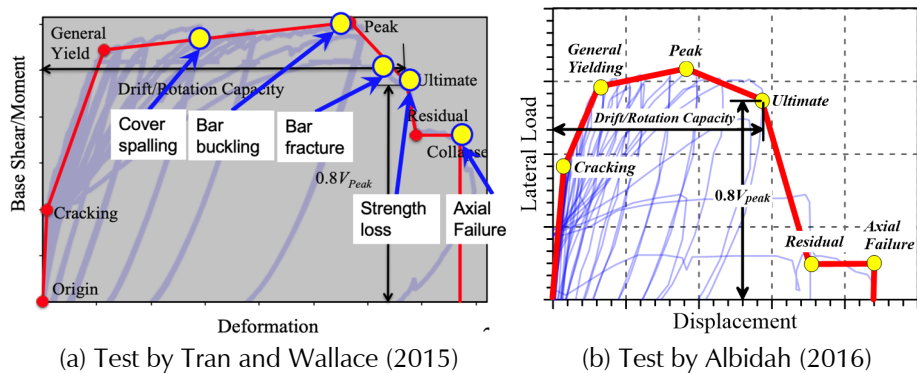 General
Yield
Peak
Drift/Rotation Capacity
Ultimate
Cover
spalling
Bar
buckling
Bar
fracture
Residual
Collapse
0.8V_Peak
Cracking
Strength
loss
Axial
Failure
Origin
Base Shear/Moment
Deformation
(a) Test by Tran and Wallace (2015)
General
Yielding
Peak
Ultimate
Drift/Rotation Capacity
Cracking
0.8V_peak
Residual
Axial
Failure
Lateral Load
Displacement
(b) Test by Albidah (2016)